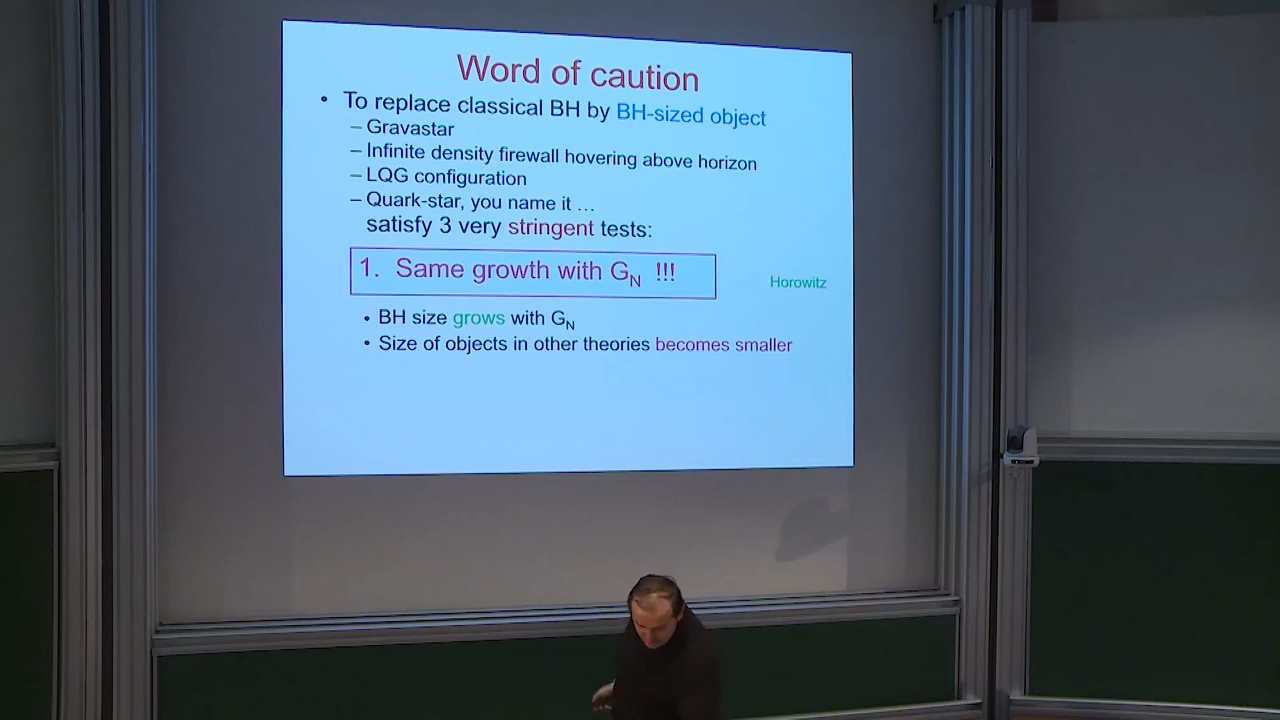 Word of caution
• To replace classical BH by BH-sized object
– Gravastar
– Infinite density firewall hovering above horizon
– LQG configuration
– Quark-star, you name it …
satisfy 3 very stringent tests:
1. Same growth with GN !!!
Horowitz
• BH size grows with GN
• Size of objects in other theories becomes smaller